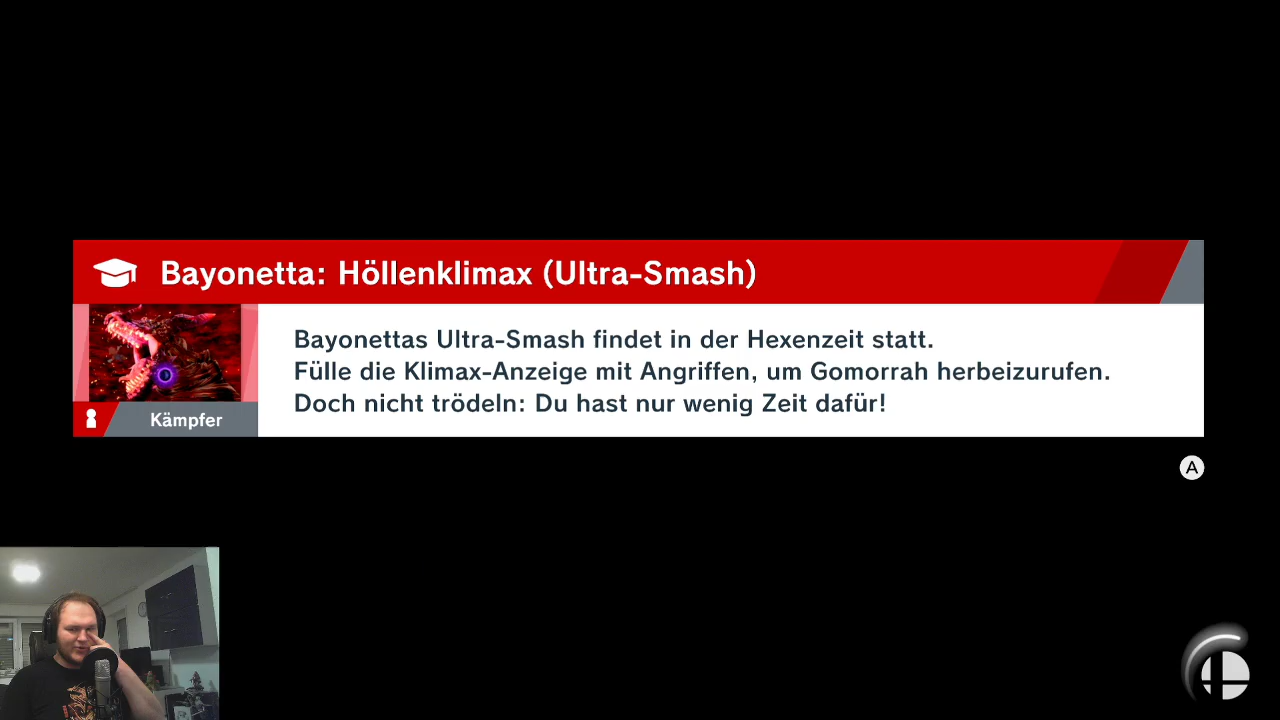 Bayonetta: Höllenklimax (Ultra-Smash)
Bayonettas Ultra-Smash findet in der Hexenzeit statt.
Fülle die Klimax-Anzeige mit Angriffen, um Gomorrah herbeizurufen.
Doch nicht trödeln: Du hast nur wenig Zeit dafür!
Kämpfer
A